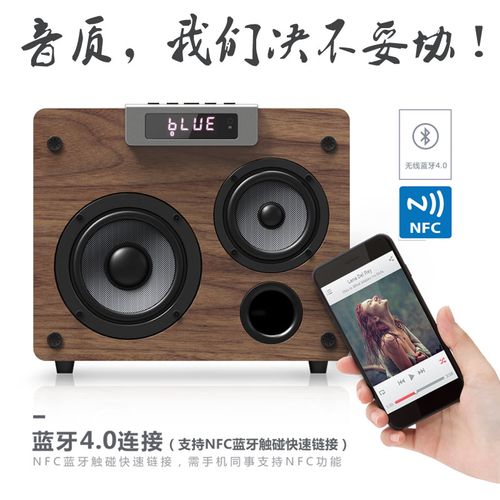 音质，我们决不妥协！
bLUE
无线蓝牙4.0
NFC
Lana Del Rey
蓝牙4.0连接（支持NFC蓝牙触碰快速链接）
NFC蓝牙触碰快速链接，需手机同事支持NFC功能